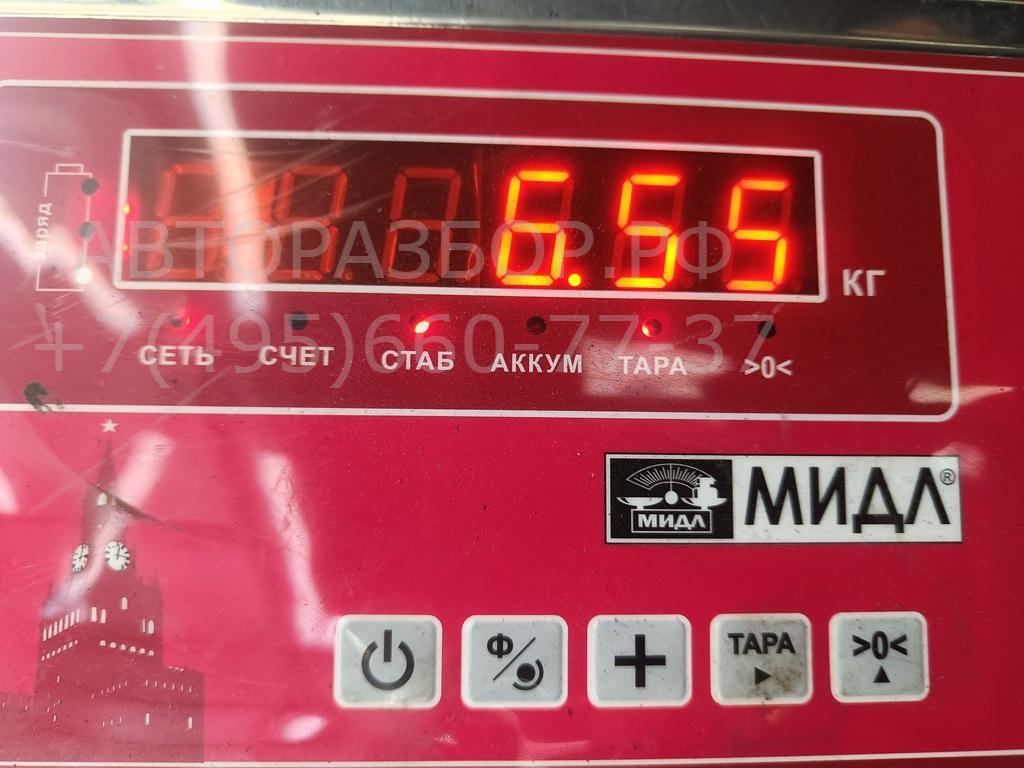 заряд
6.55
КГ
АВТОРАЗБОР.РФ
+7(495)660-77-37
СЕТЬ СЧЕТ СТАБ АККУМ ТАРА >0<
МИДЛ МИДЛ®
Ф ТАРА >0<